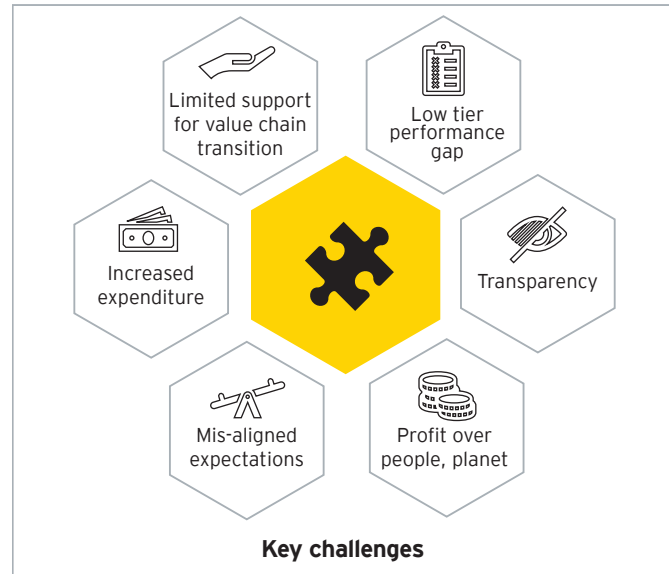 Limited support
for value chain
transition
Low tier
performance
gap
Increased
expenditure
Transparency
Mis-aligned
expectations
Profit over
people, planet
Key challenges